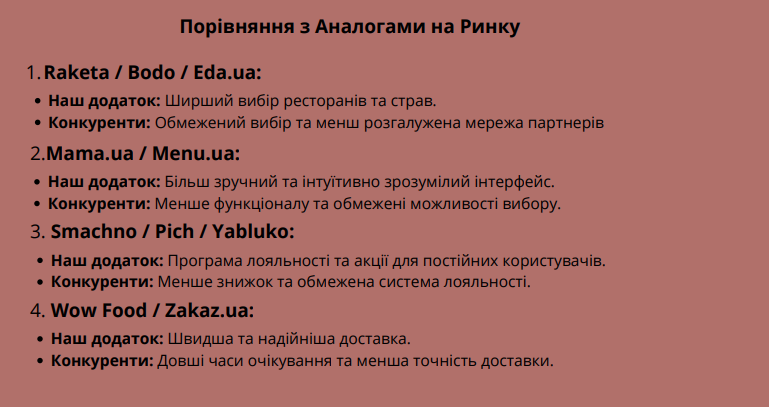 Порівняння з Аналогами на Ринку
1. Raketa / Bodo / Eda.ua:
• Наш додаток: Ширший вибір ресторанів та страв.
• Конкуренти: Обмежений вибір та менш розгалужена мережа партнерів
2. Mama.ua / Menu.ua:
• Наш додаток: Більш зручний та інтуїтивно зрозумілий інтерфейс.
• Конкуренти: Менше функціоналу та обмежені можливості вибору.
3. Smachno / Pich / Yabluko:
• Наш додаток: Програма лояльності та акції для постійних користувачів.
• Конкуренти: Менше знижок та обмежена система лояльності.
4. Wow Food / Zakaz.ua:
• Наш додаток: Швидша та надійніша доставка.
• Конкуренти: Довші часи очікування та менша точність доставки.